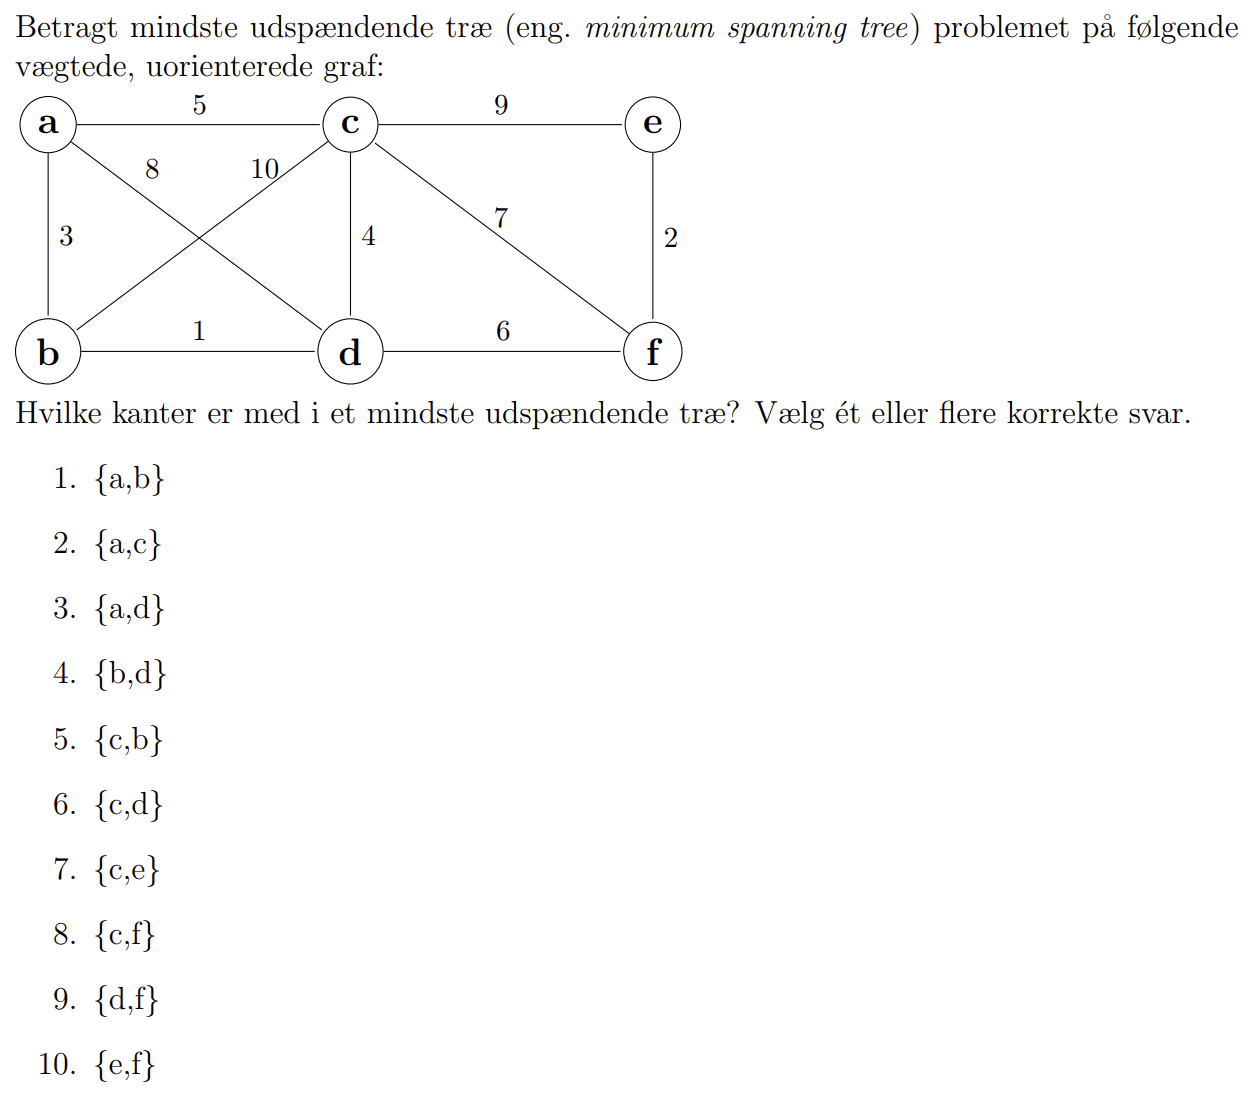 Betragt mindste udspændende træ (eng. minimum spanning tree) problemet på følgende
vægtede, uorienterede graf:
5 9
a c e
8 10
7
3 4 2
1 6
b d f
Hvilke kanter er med i et mindste udspændende træ? Vælg ét eller flere korrekte svar.
1. {a,b}
2. {a,c}
3. {a,d}
4. {b,d}
5. {c,b}
6. {c,d}
7. {c,e}
8. {c,f}
9. {d,f}
10. {e,f}